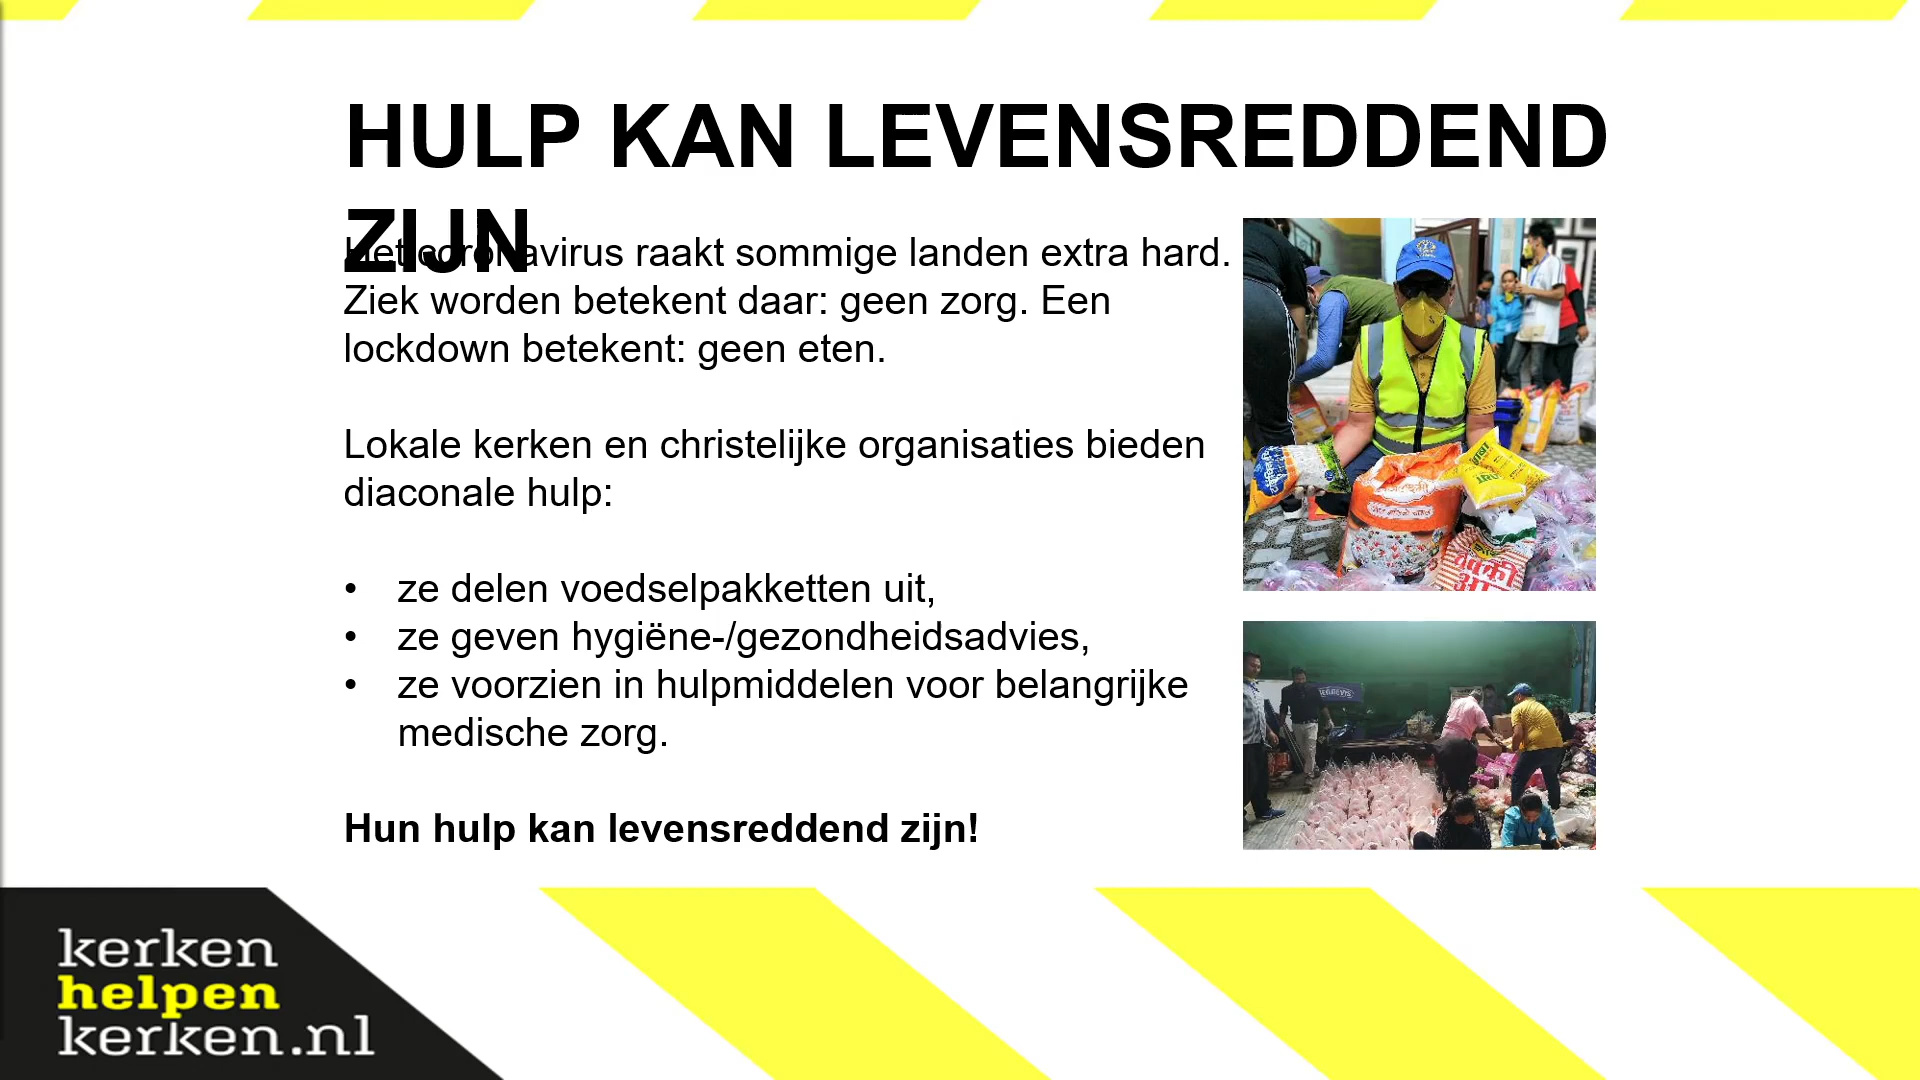 HULP KAN LEVENSREDDEND
ZIJN
Het coronavirus raakt sommige landen extra hard.
Ziek worden betekent daar: geen zorg. Een
lockdown betekent: geen eten.
Lokale kerken en christelijke organisaties bieden
diaconale hulp:
• ze delen voedselpakketten uit,
• ze geven hygiëne-/gezondheidsadvies,
• ze voorzien in hulpmiddelen voor belangrijke
medische zorg.
Hun hulp kan levensreddend zijn!
kerken
helpen
kerken.nl